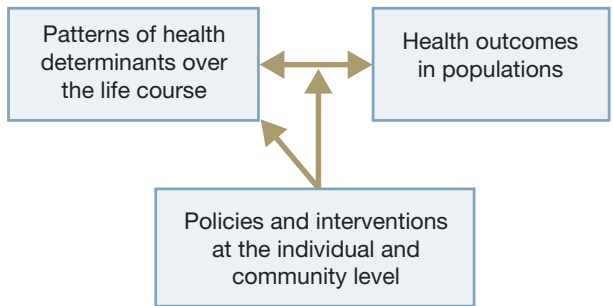 Patterns of health
determinants over
the life course
Health outcomes
in populations
Policies and interventions
at the individual and
community level